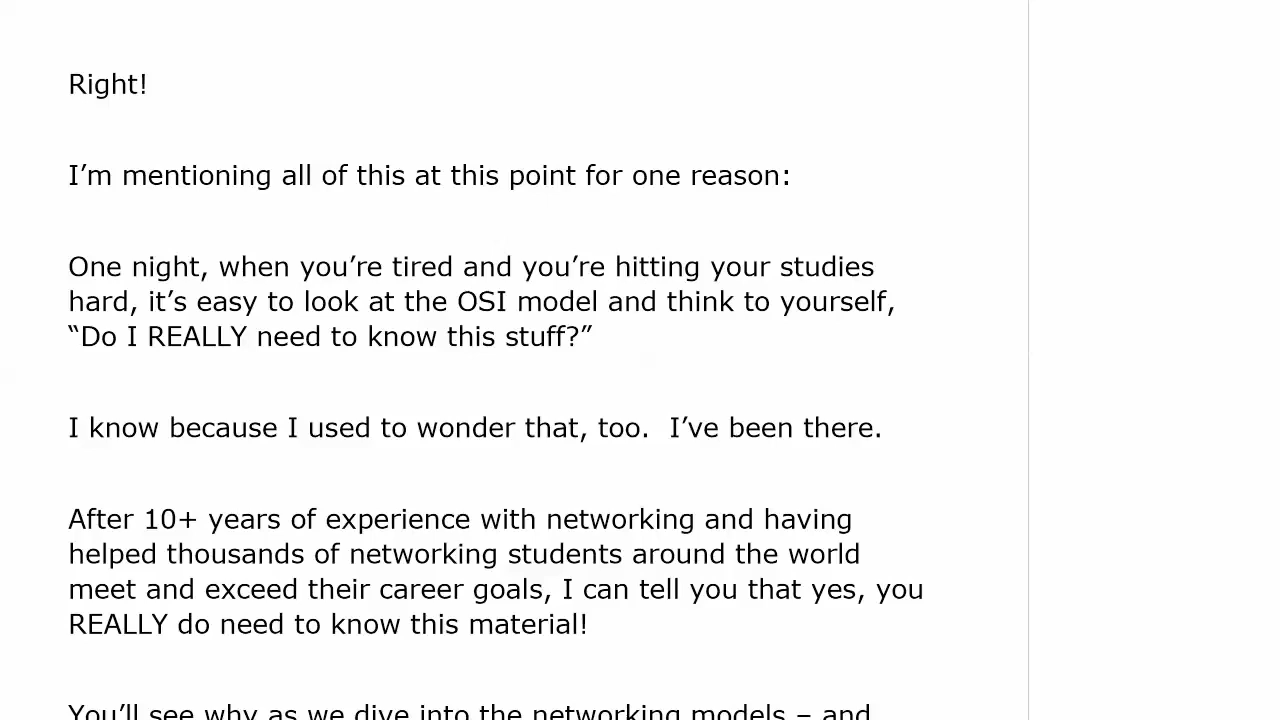 Right!
I’m mentioning all of this at this point for one reason:
One night, when you’re tired and you’re hitting your studies
hard, it’s easy to look at the OSI model and think to yourself,
“Do I REALLY need to know this stuff?”
I know because I used to wonder that, too.  I’ve been there.
After 10+ years of experience with networking and having
helped thousands of networking students around the world
meet and exceed their career goals, I can tell you that yes, you
REALLY do need to know this material!
You’ll see why as we dive into the networking models – and